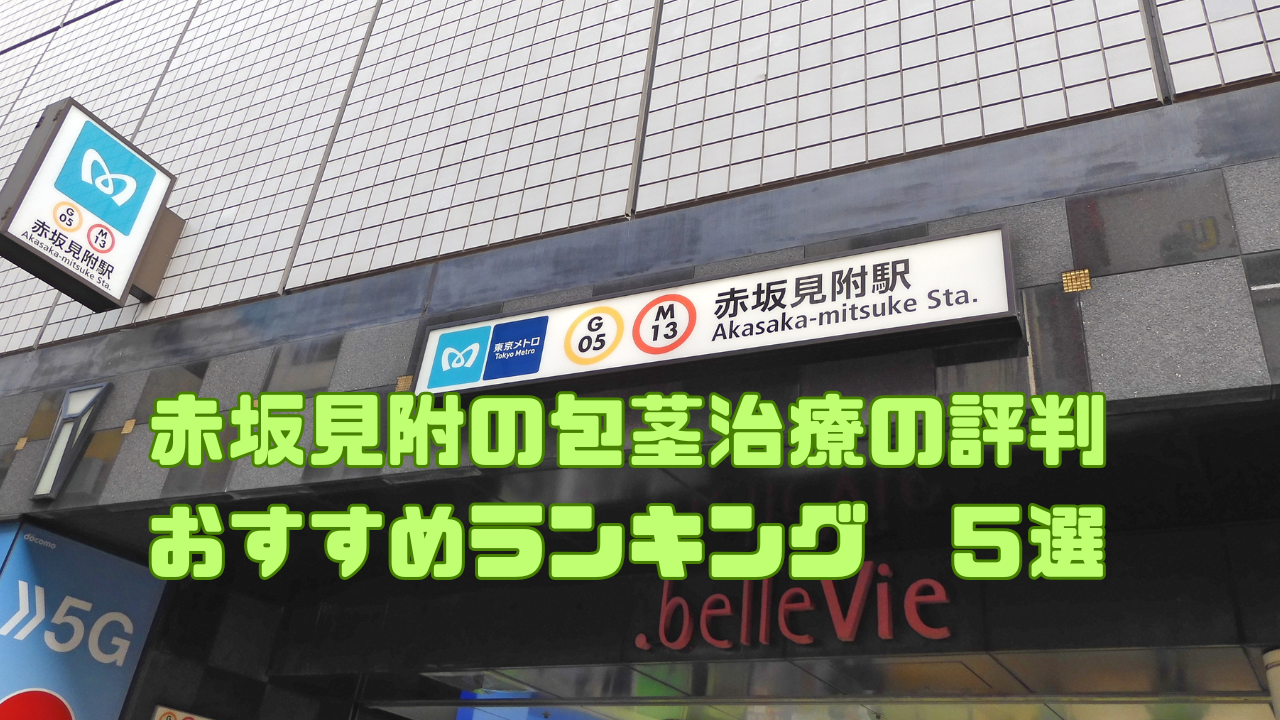 G
05
M
13
赤坂見附駅
Akasaka-mitsuke Sta.
東京メトロ
Tokyo Metro
G
05
M
13
赤坂見附駅
Akasaka-mitsuke Sta.
赤坂見附の包茎治療の評判
おすすめランキング 5選
docomo
5G
.belleVie